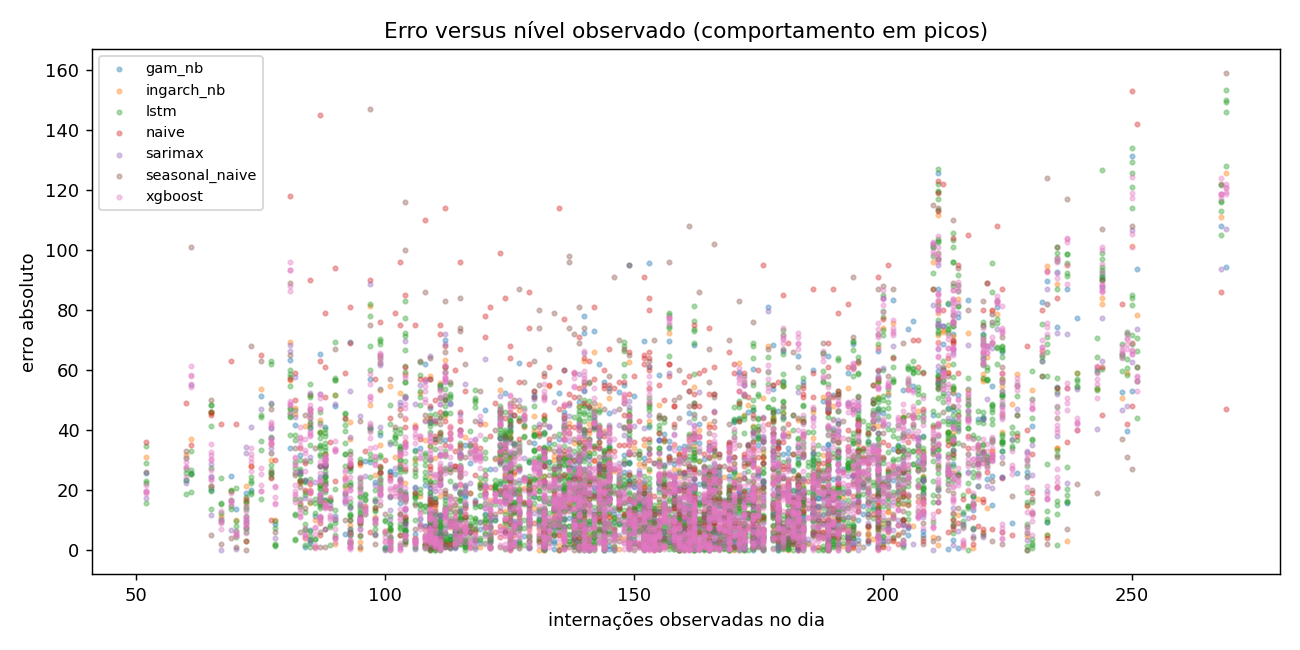 Erro versus nível observado (comportamento em picos)
160
140
120
100
80
60
40
20
0
erro absoluto
gam_nb
ingarch_nb
lstm
naive
sarimax
seasonal_naive
xgboost
50
100
150
200
250
internações observadas no dia